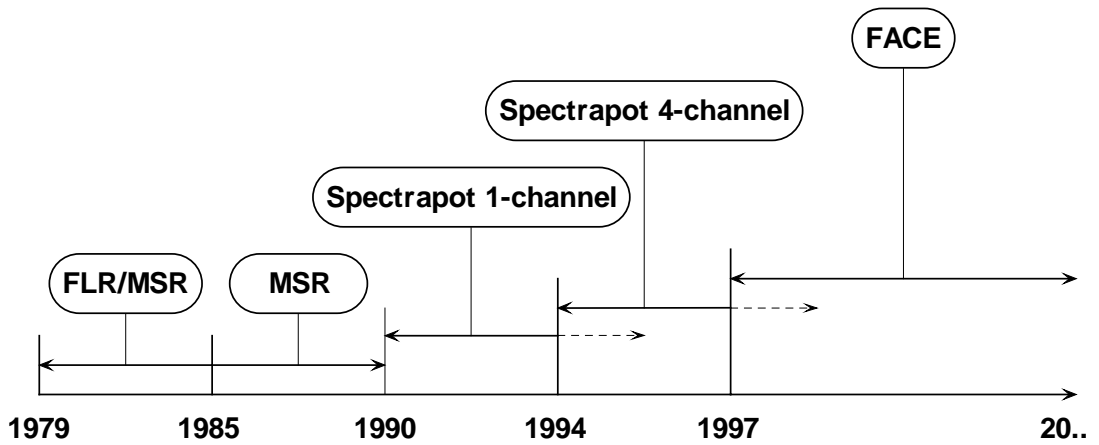 FACE
Spectrapot 4-channel
Spectrapot 1-channel
FLR/MSR
MSR
1979
1985
1990
1994
1997
20..